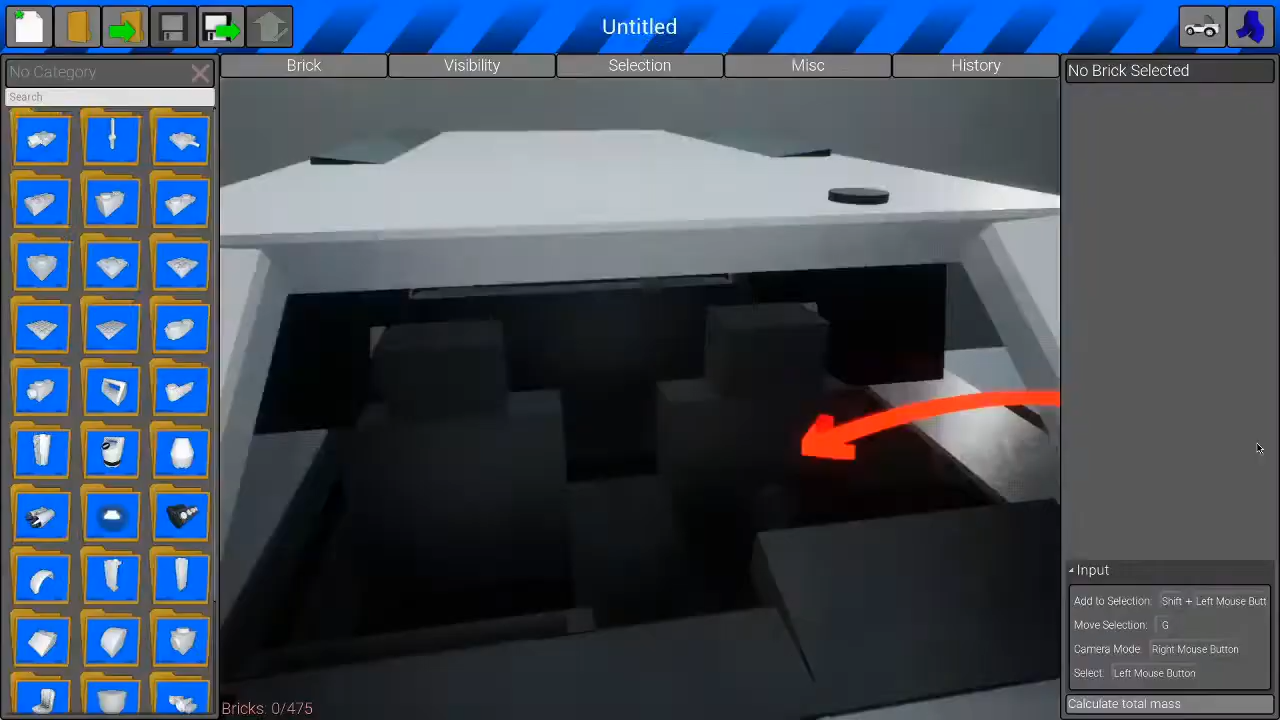 Untitled
No Category
Search
Brick
Visibility
Selection
Misc
History
No Brick Selected
Bricks: 0/475
Input
Add to Selection: Shift + Left Mouse Butt
Move Selection: G
Camera Mode: Right Mouse Button
Select: Left Mouse Button
Calculate total mass